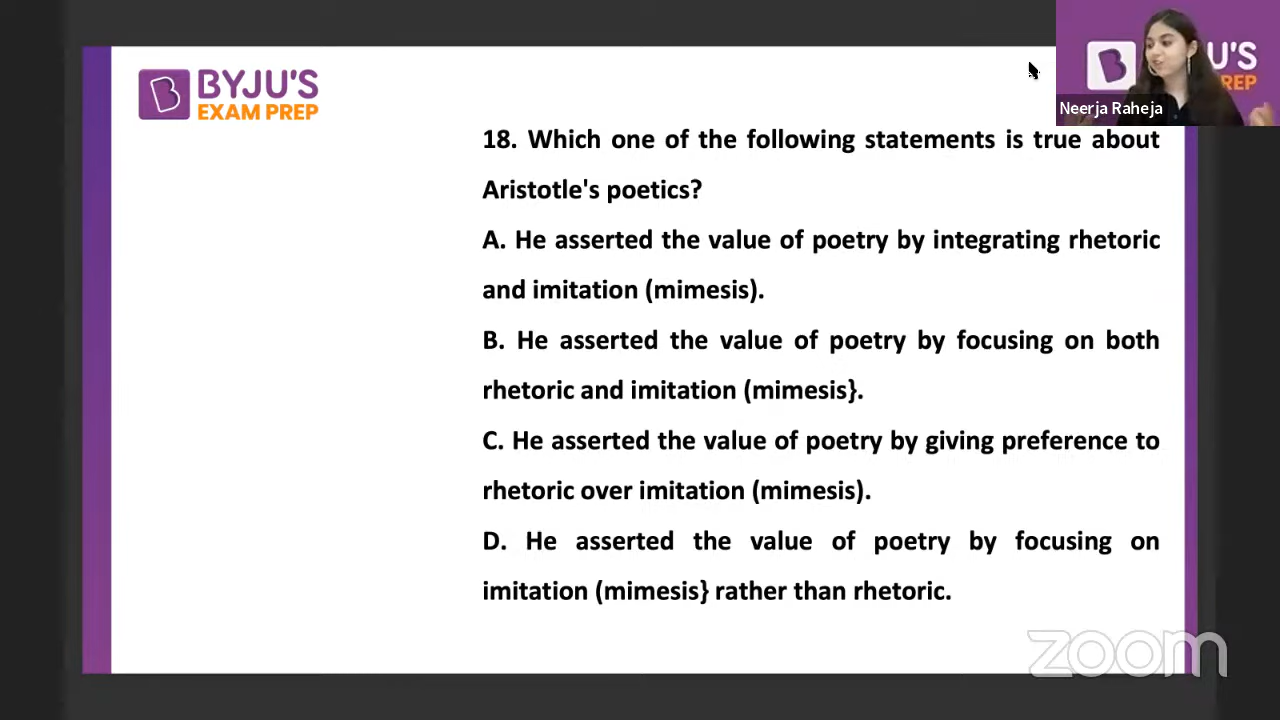 BYJU'S
EXAM PREP
U'S
REP
Neerja Raheja
18. Which one of the following statements is true about
Aristotle's poetics?
A. He asserted the value of poetry by integrating rhetoric
and imitation (mimesis).
B. He asserted the value of poetry by focusing on both
rhetoric and imitation (mimesis}.
C. He asserted the value of poetry by giving preference to
rhetoric over imitation (mimesis).
D. He asserted the value of poetry by focusing on
imitation (mimesis} rather than rhetoric.
zoom